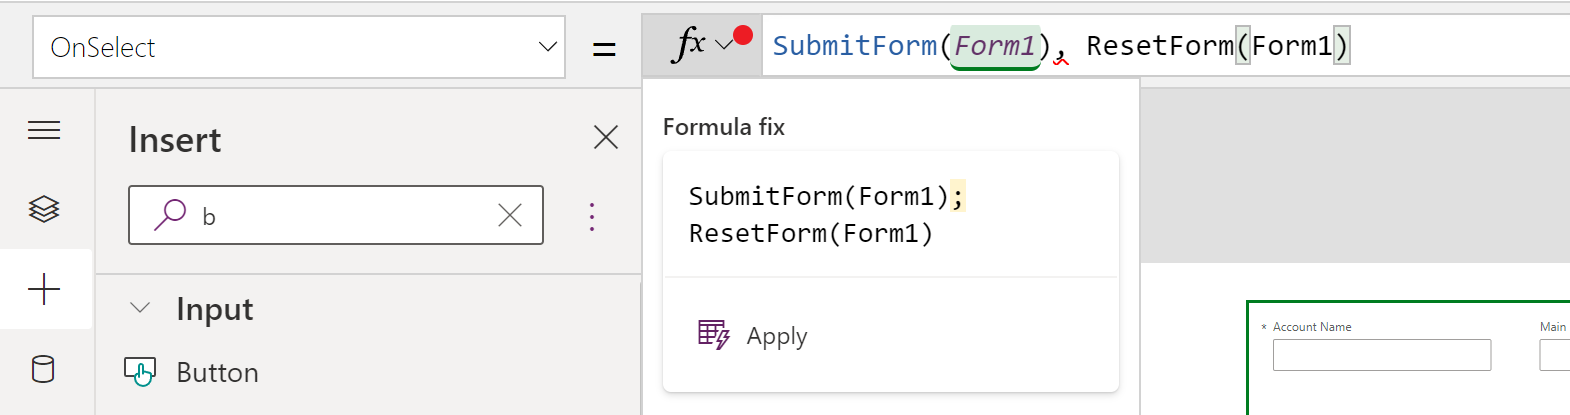 OnSelect
=
fx
SubmitForm(Form1), ResetForm(Form1)
Insert
b
Input
Button
Formula fix
SubmitForm(Form1);
ResetForm(Form1)
Apply
* Account Name
Main